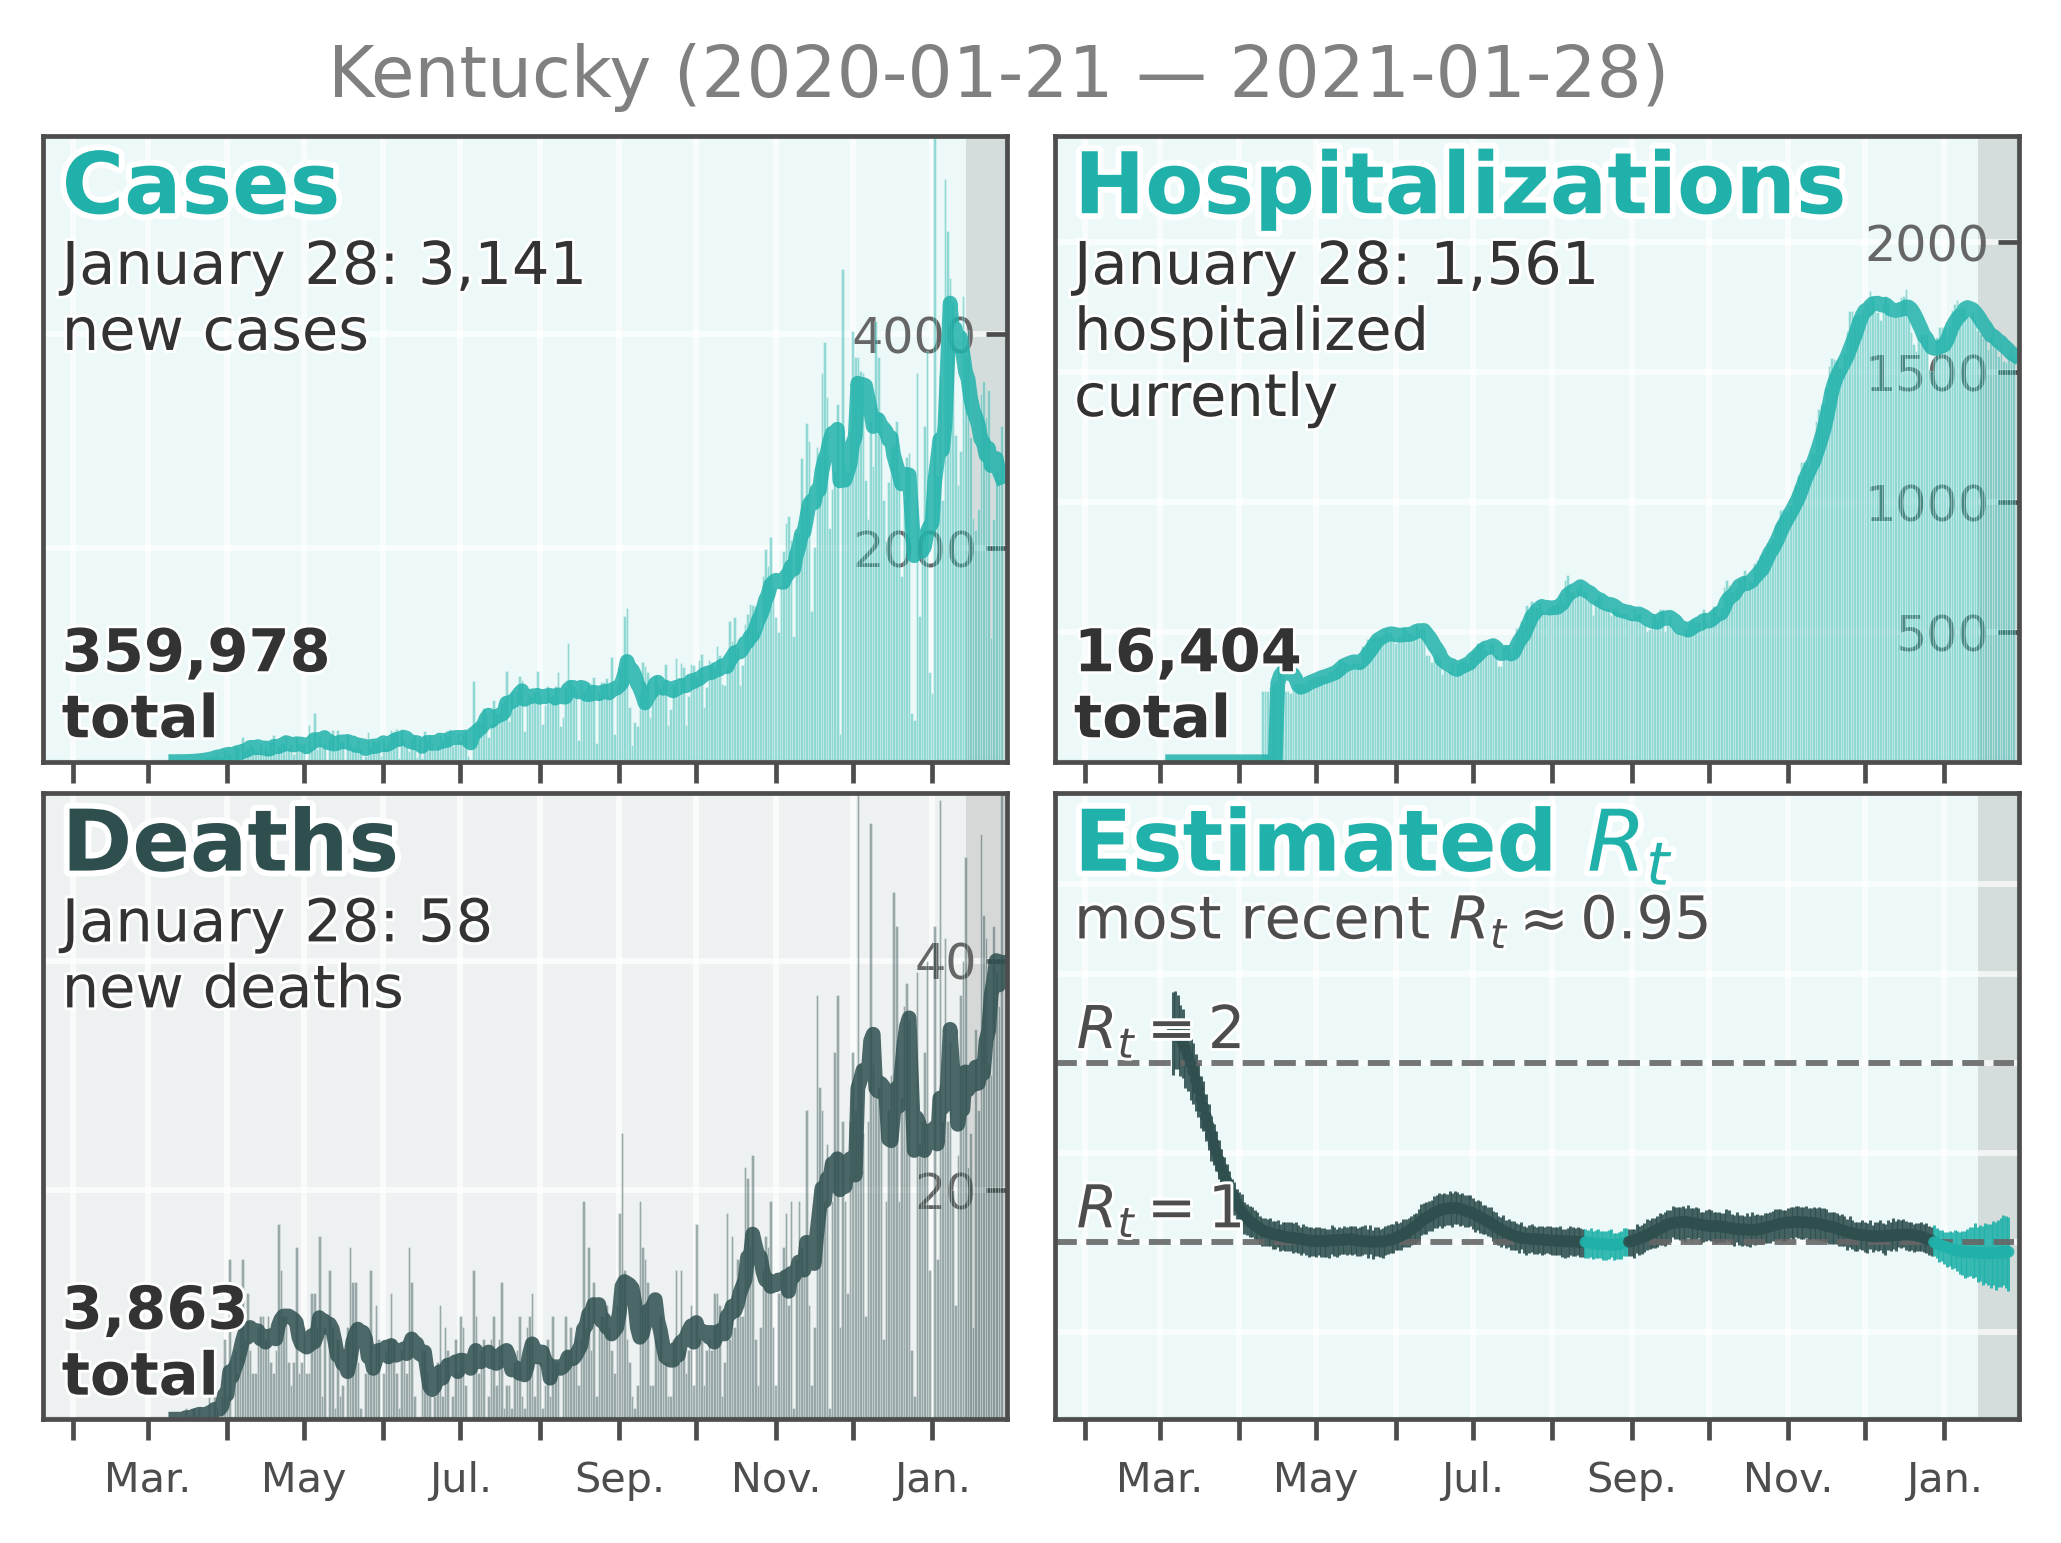 Kentucky (2020-01-21 — 2021-01-28)
Cases
January 28: 3,141
new cases
4000
2000
359,978
total
Hospitalizations
January 28: 1,561
hospitalized
currently
2000
1500
1000
500
16,404
total
Deaths
January 28: 58
new deaths
40
20
3,863
total
Mar. May Jul. Sep. Nov. Jan.
Estimated Rₜ
most recent Rₜ ≈ 0.95
Rₜ = 2
Rₜ = 1
Mar. May Jul. Sep. Nov. Jan.